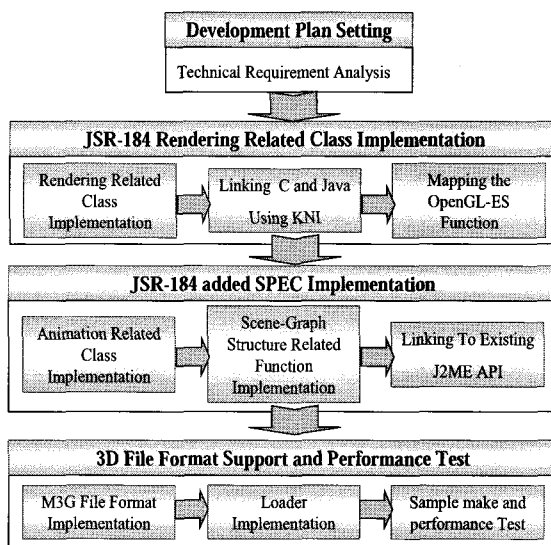 Development Plan Setting
Technical Requirement Analysis
JSR-184 Rendering Related Class Implementation
Rendering Related
Class
Implementation
Linking C and Java
Using KNI
Mapping the
OpenGL-ES
Function
JSR-184 added SPEC Implementation
Animation Related
Class
Implementation
Scene-Graph
Structure Related
Function
Implementation
Linking To Existing
J2ME API
3D File Format Support and Performance Test
M3G File Format
Implementation
Loader
Implementation
Sample make and
performance Test